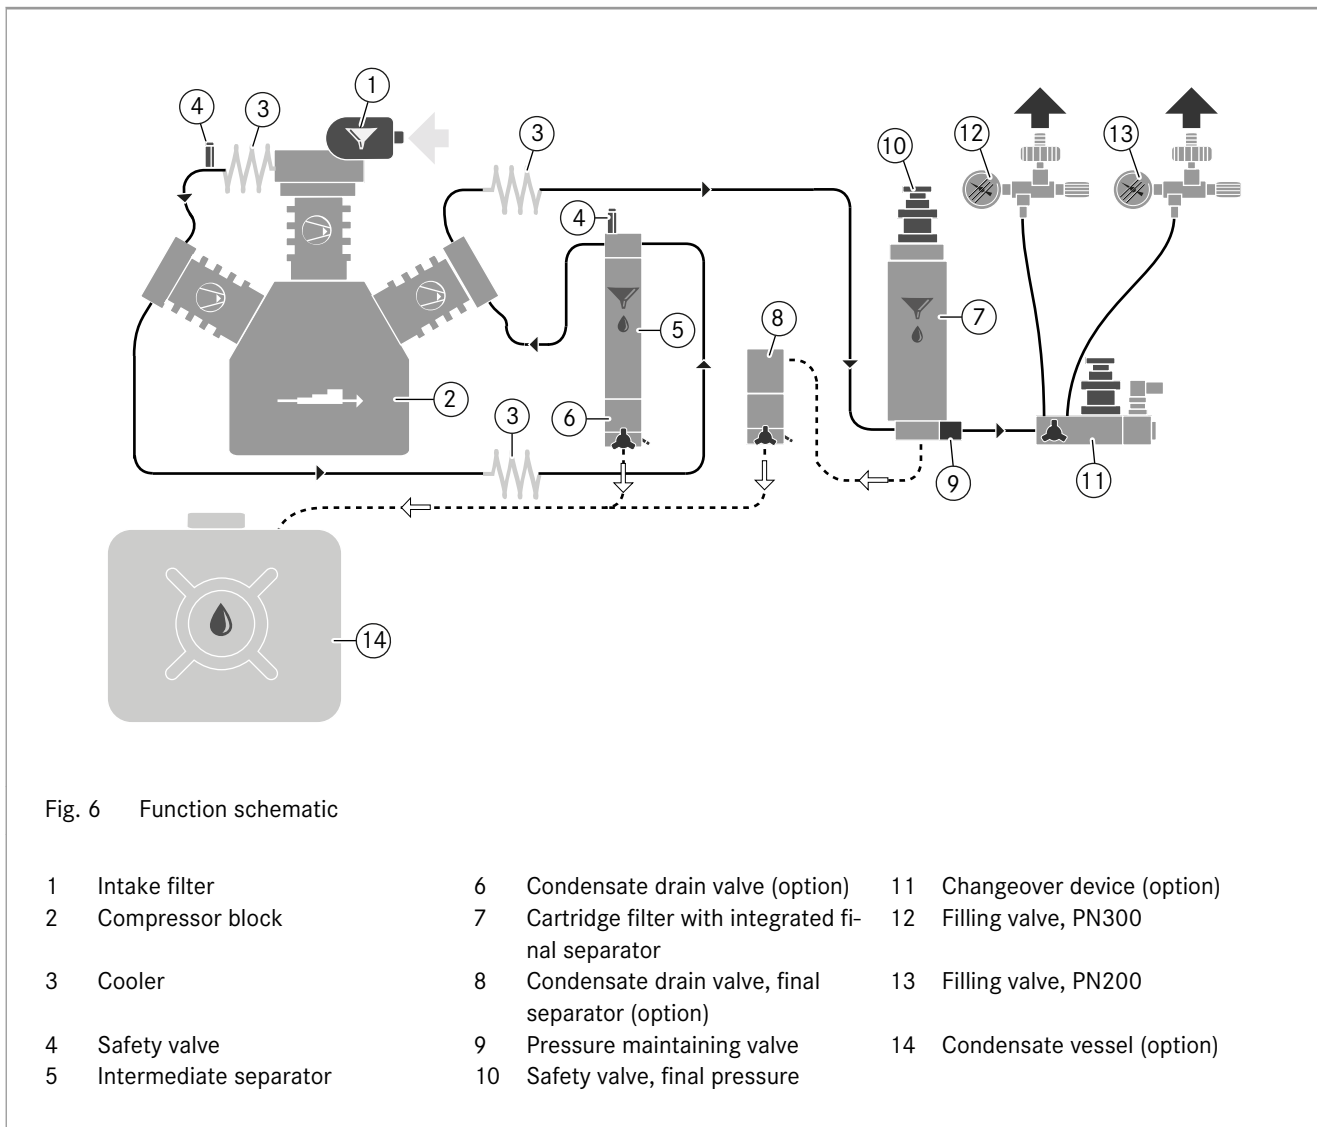 1
4
3
3
12
13
10
4
7
8
5
2
6
3
9
11
14
Fig. 6 Function schematic
1 Intake filter
2 Compressor block
3 Cooler
4 Safety valve
5 Intermediate separator
6 Condensate drain valve (option)
7 Cartridge filter with integrated fi-
nal separator
8 Condensate drain valve, final
separator (option)
9 Pressure maintaining valve
10 Safety valve, final pressure
11 Changeover device (option)
12 Filling valve, PN300
13 Filling valve, PN200
14 Condensate vessel (option)